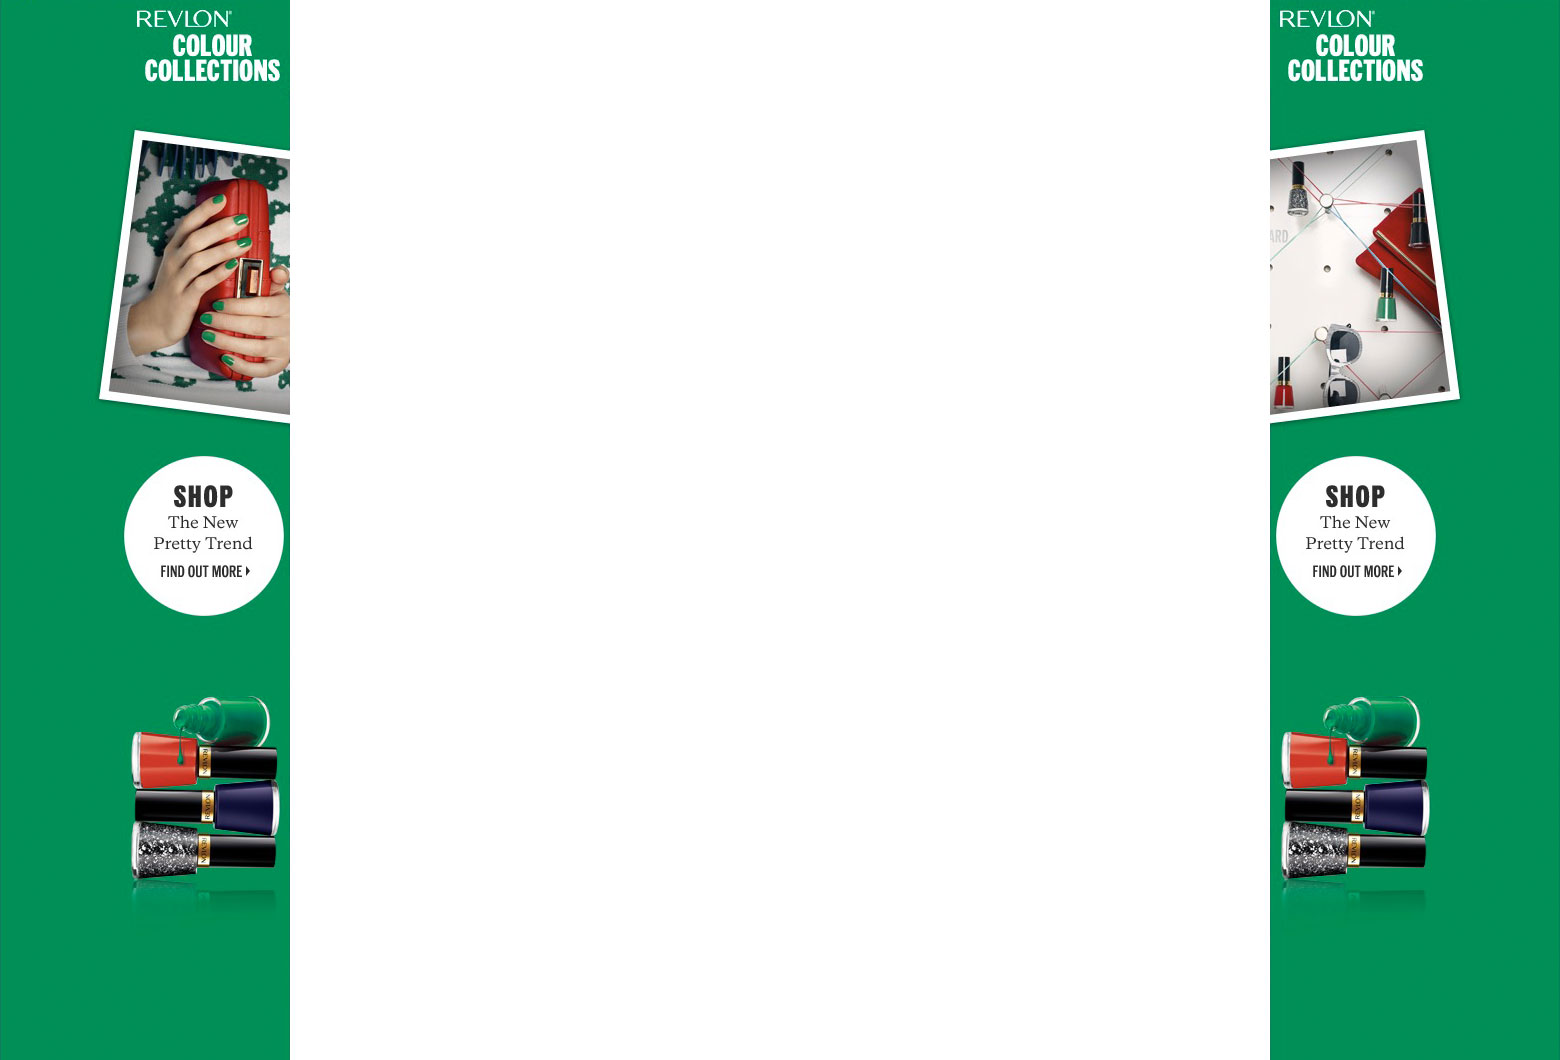 REVLON®
COLOUR
COLLECTIONS
SHOP
The New
Pretty Trend
FIND OUT MORE
REVLON
REVLON
REVLON
REVLON®
COLOUR
COLLECTIONS
ARD
SHOP
The New
Pretty Trend
FIND OUT MORE
REVLON
REVLON
REVLON